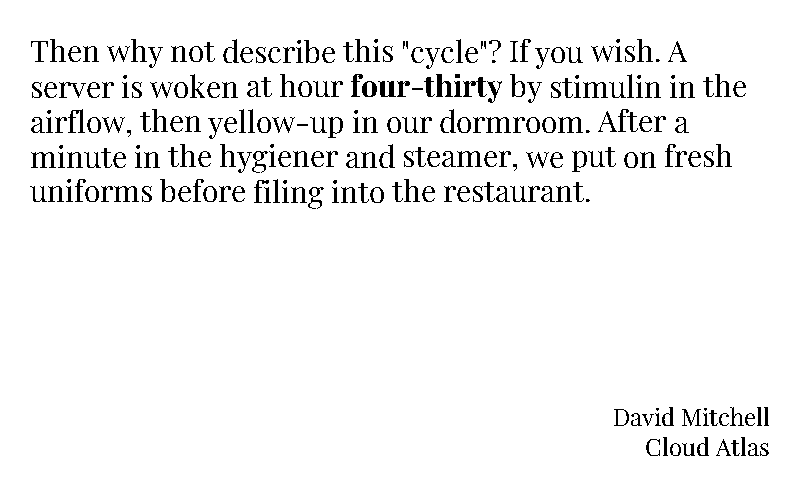 Then why not describe this "cycle"? If you wish. A
server is woken at hour four-thirty by stimulin in the
airflow, then yellow-up in our dormroom. After a
minute in the hygiener and steamer, we put on fresh
uniforms before filing into the restaurant.
David Mitchell
Cloud Atlas